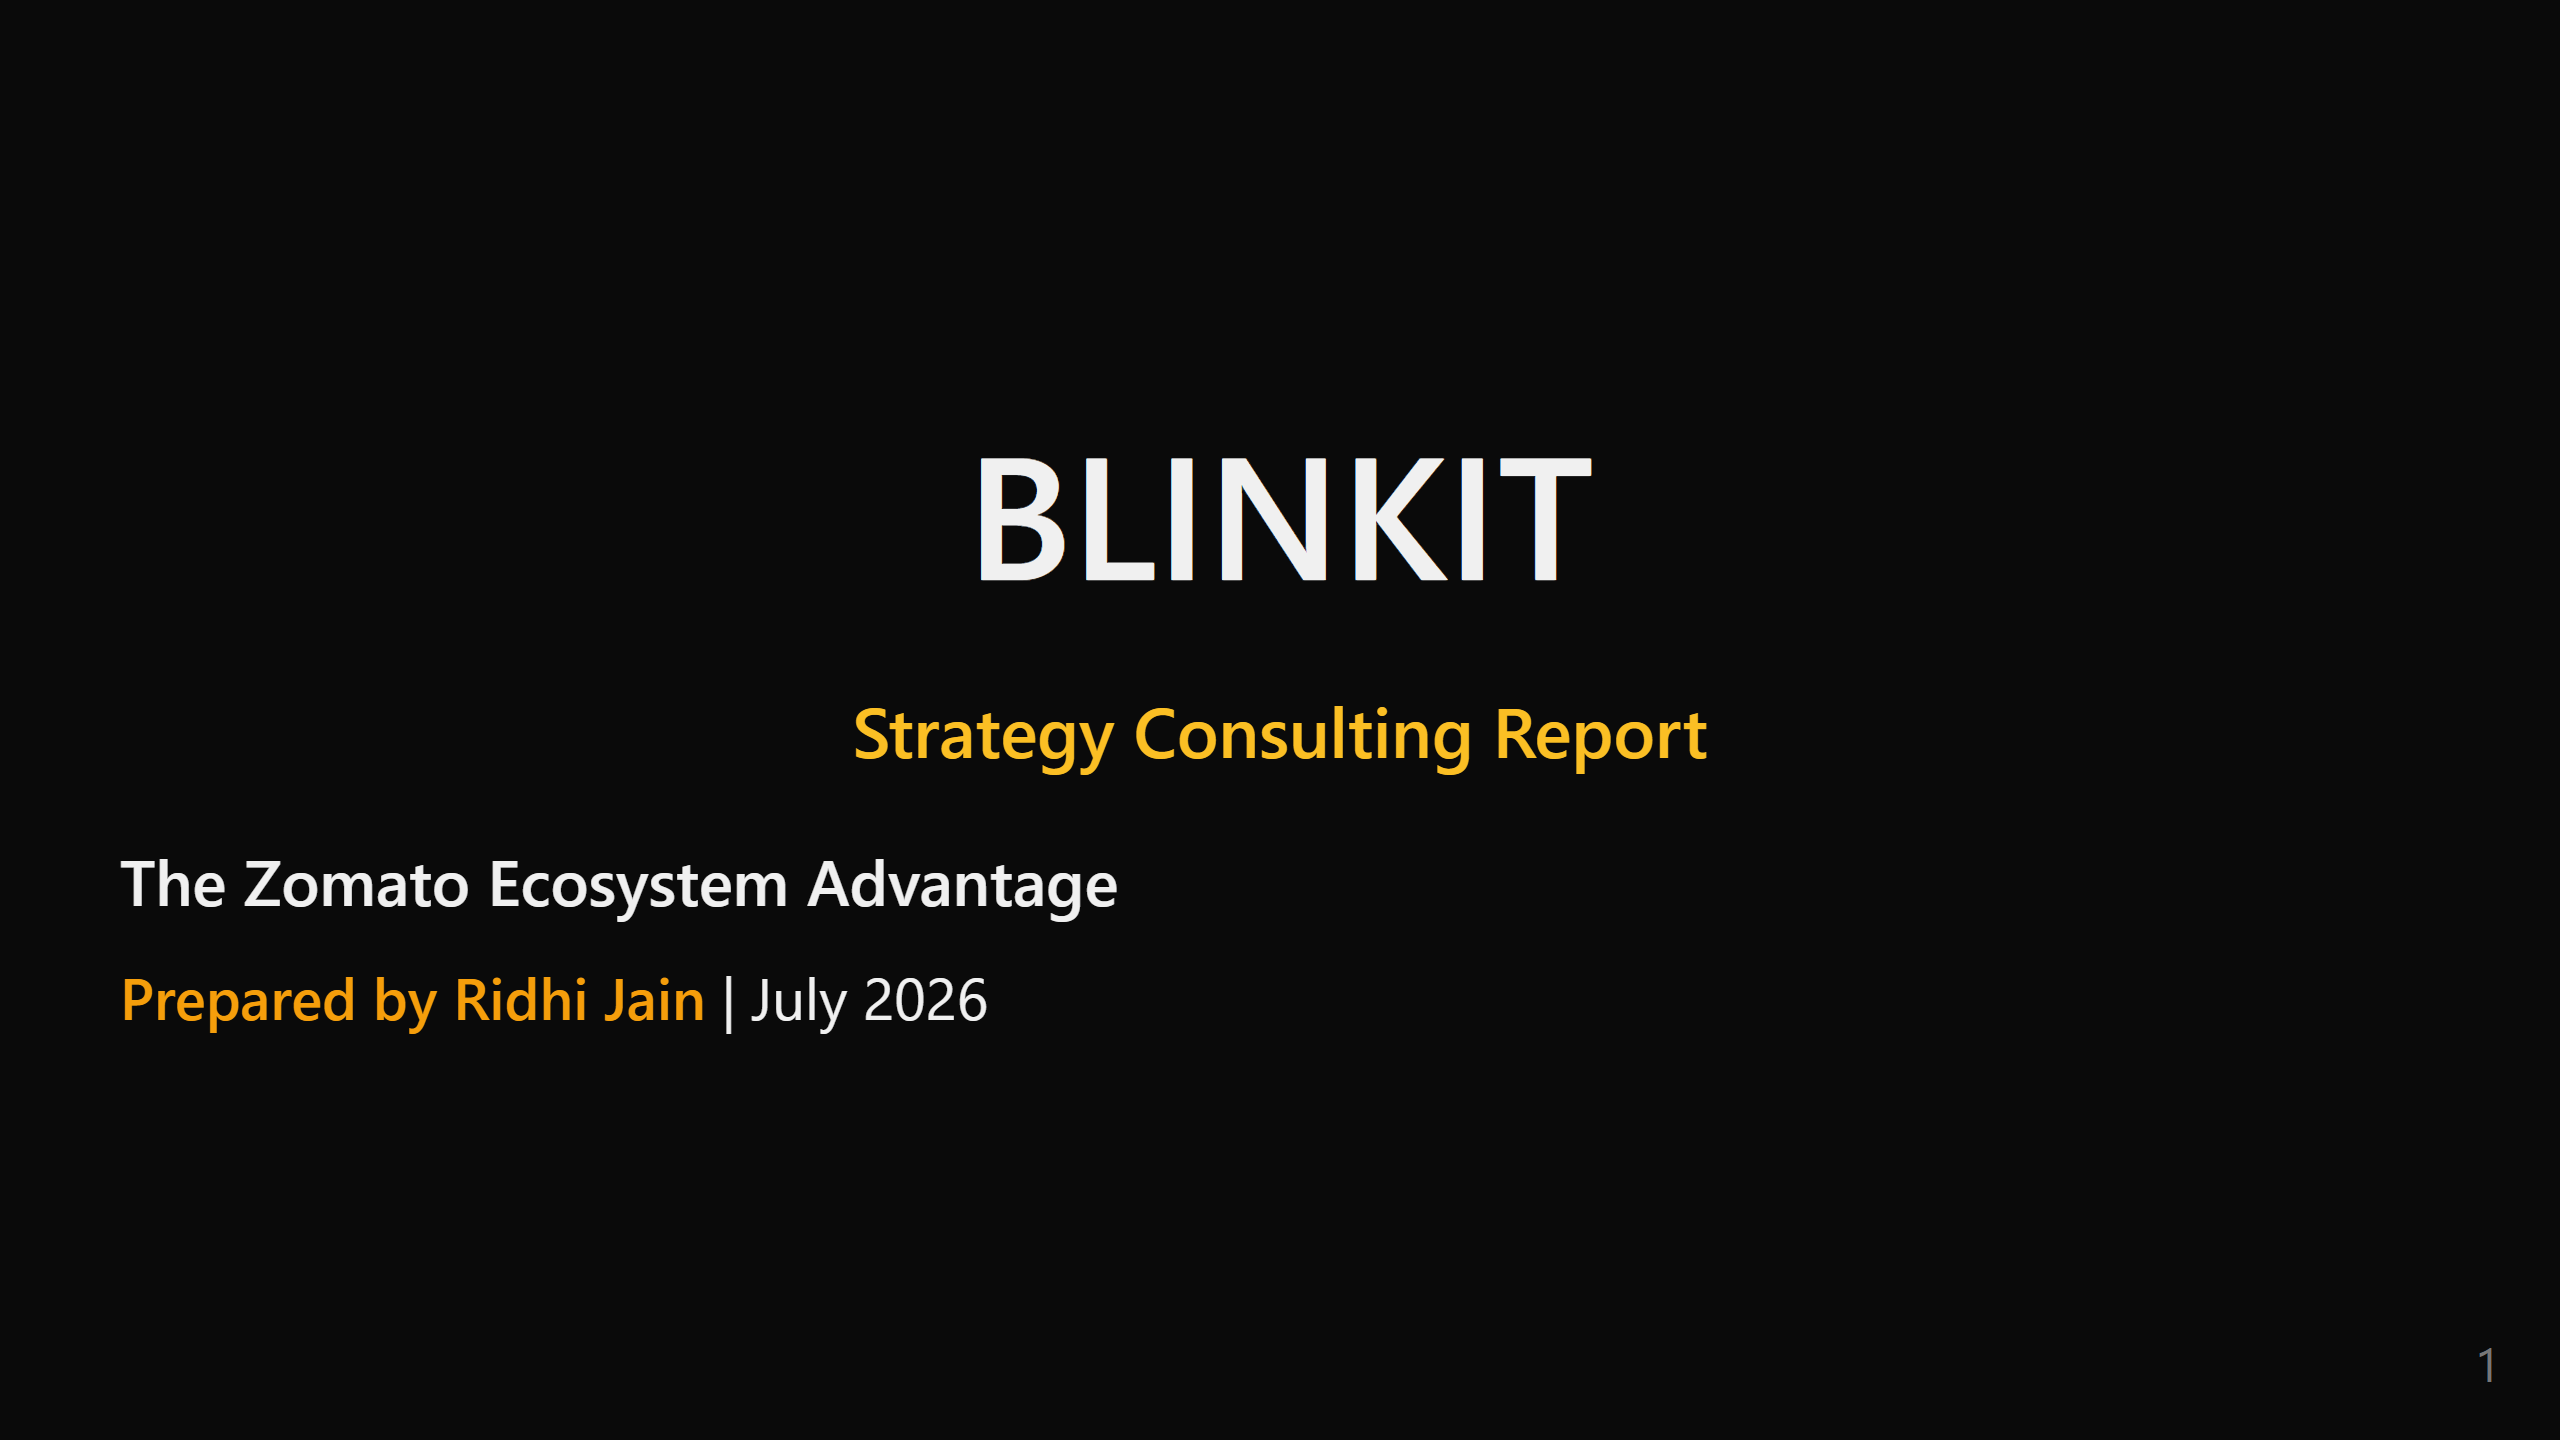 BLINKIT
Strategy Consulting Report
The Zomato Ecosystem Advantage
Prepared by Ridhi Jain | July 2026
1